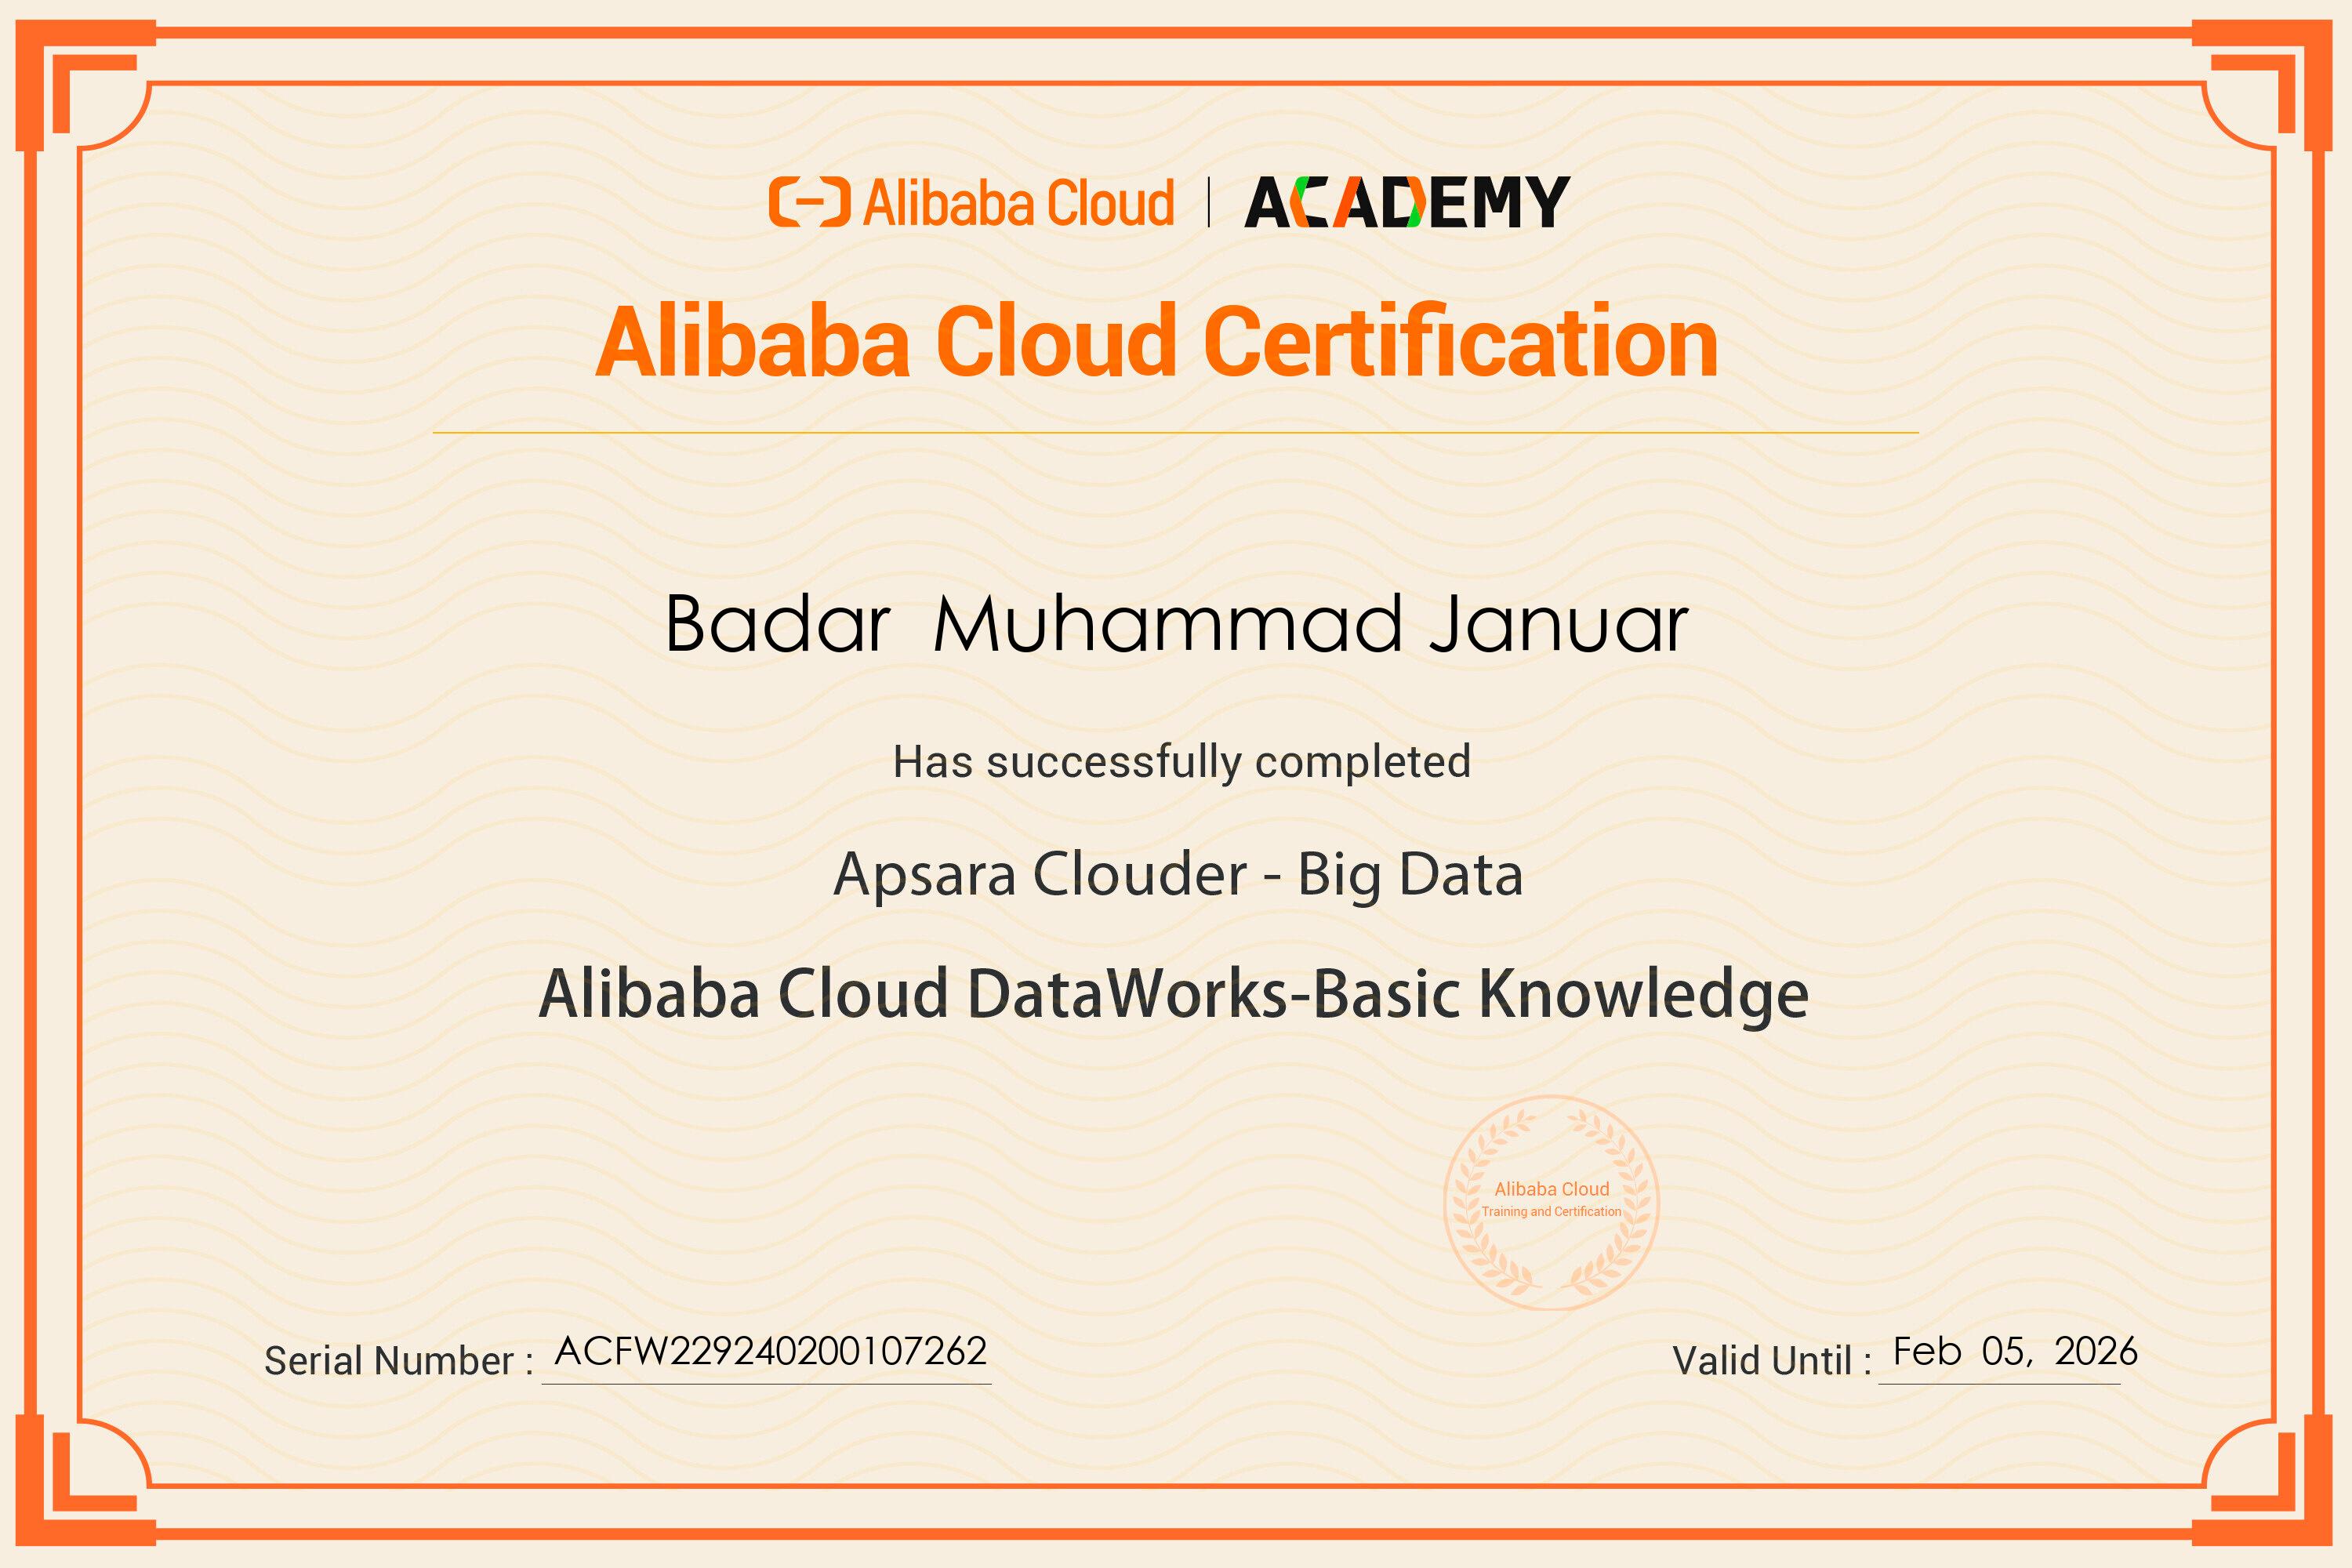 Alibaba Cloud | ACADEMY
Alibaba Cloud Certification
Badar Muhammad Januar
Has successfully completed
Apsara Clouder - Big Data
Alibaba Cloud DataWorks-Basic Knowledge
Alibaba Cloud
Training and Certification
Serial Number : ACFW229240200107262
Valid Until : Feb 05, 2026